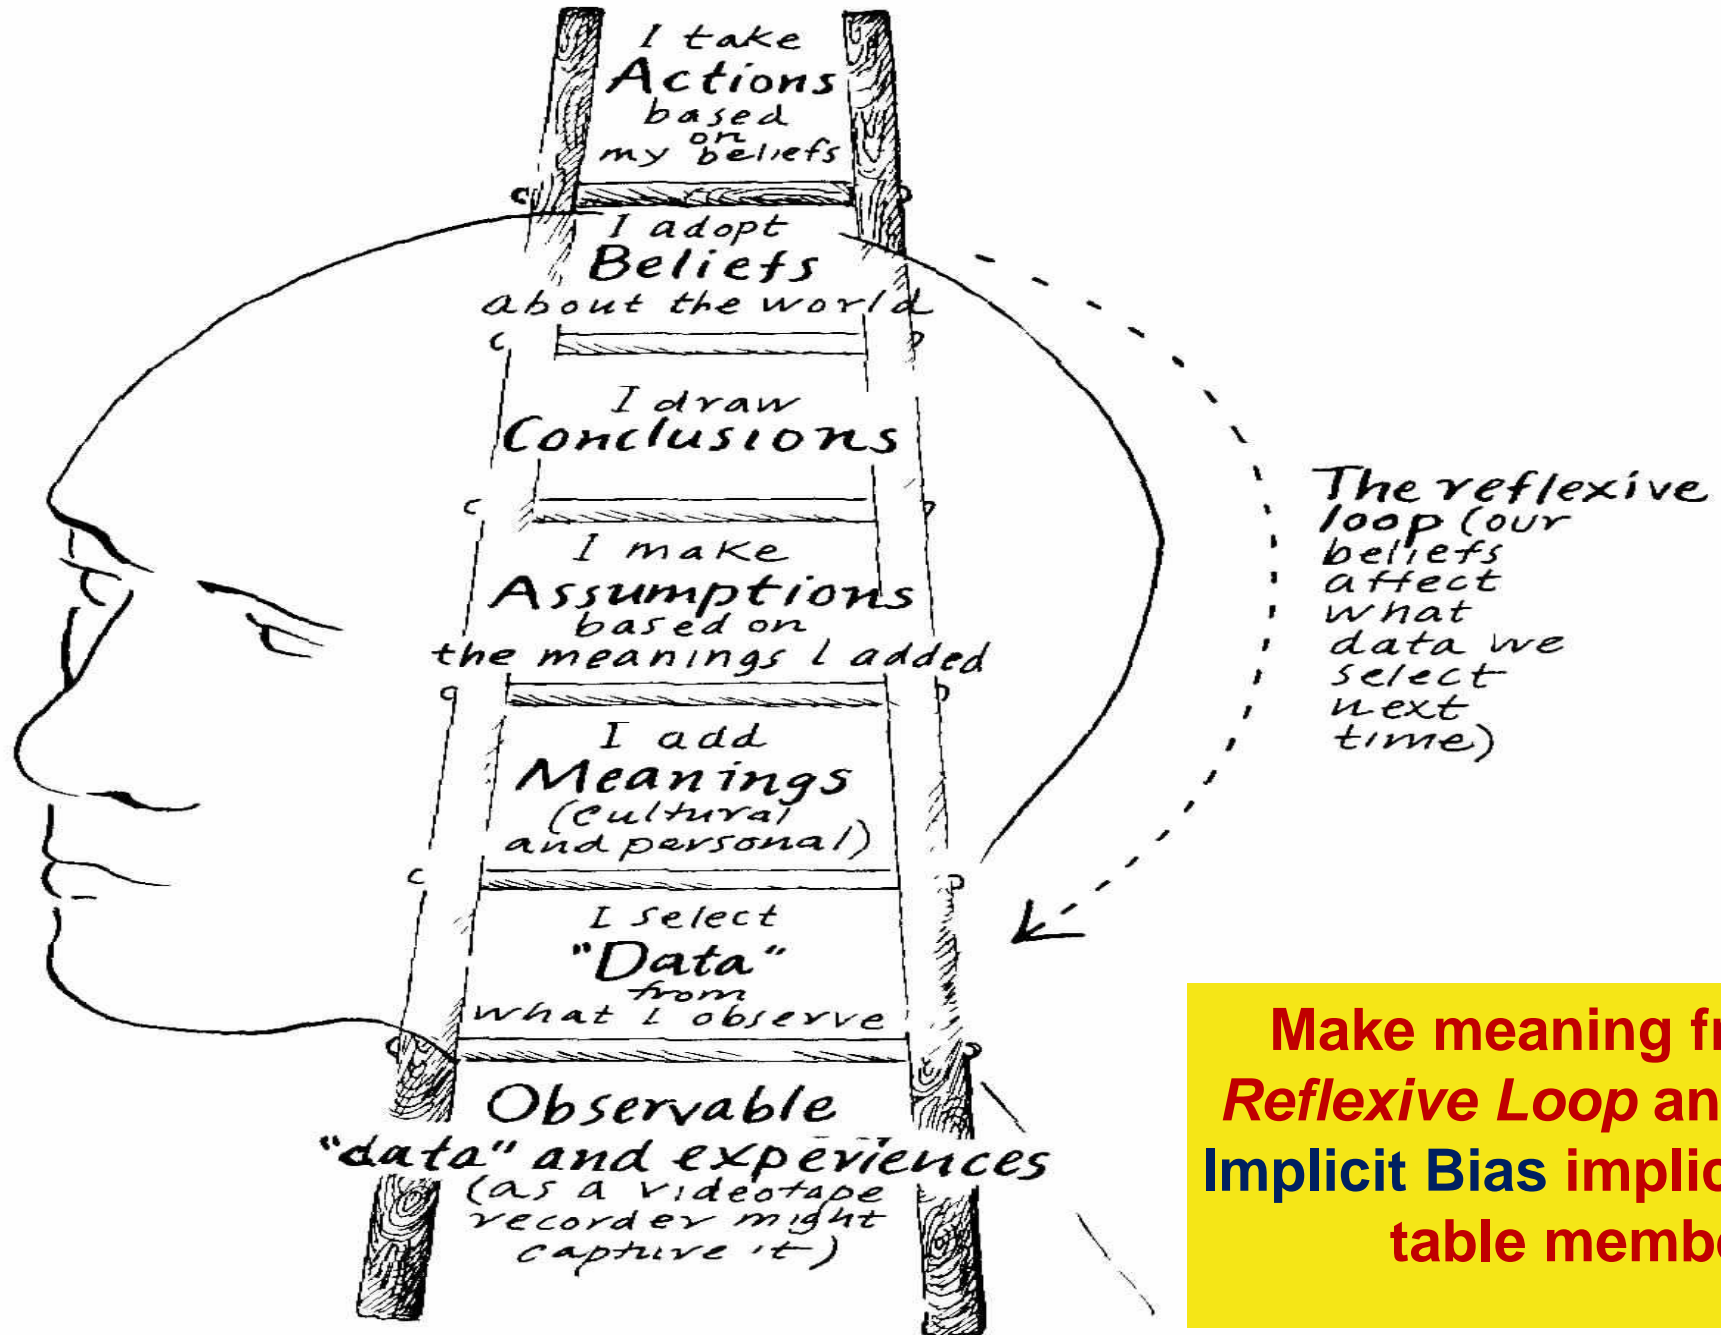 I take
Actions
based
on
my beliefs
I adopt
Beliefs
about the world
I draw
Conclusions
I make
Assumptions
based on
the meanings I added
I add
Meanings
(cultural
and personal)
I select
"Data"
from
what I observe
Observable
"data" and experiences
(as a videotape
recorder might
capture it)
The reflexive
loop (our
beliefs
affect
what
data we
select
next
time)
Make meaning
Reflexive Loop
Implicit Bias
table